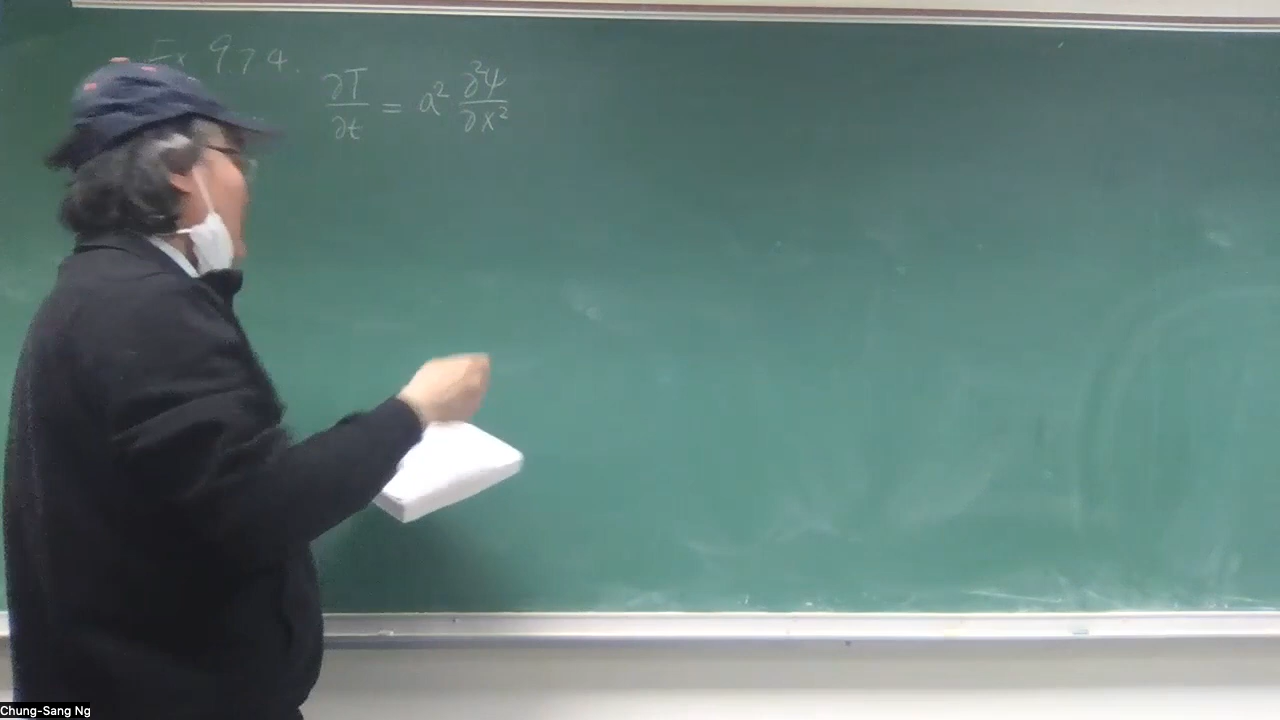 Ex 9.7.4.
∂T/∂t = a² ∂²ψ/∂x²
Chung-Sang Ng